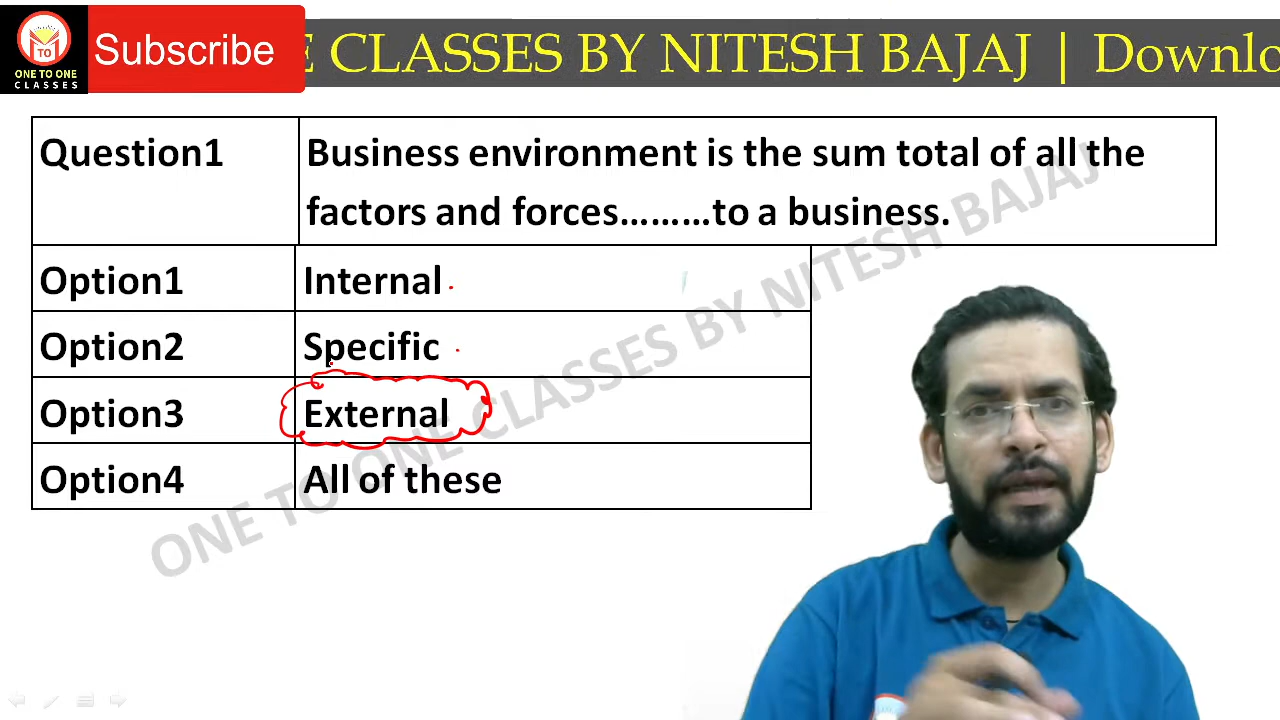 Subscribe E CLASSES BY NITESH BAJAJ | Downlo
TO
ONE TO ONE
CLASSES
Question1 Business environment is the sum total of all the
factors and forces………to a business.
Option1 Internal
Option2 Specific
Option3 External
Option4 All of these
ONE TO ONE CLASSES BY NITESH BAJAJ